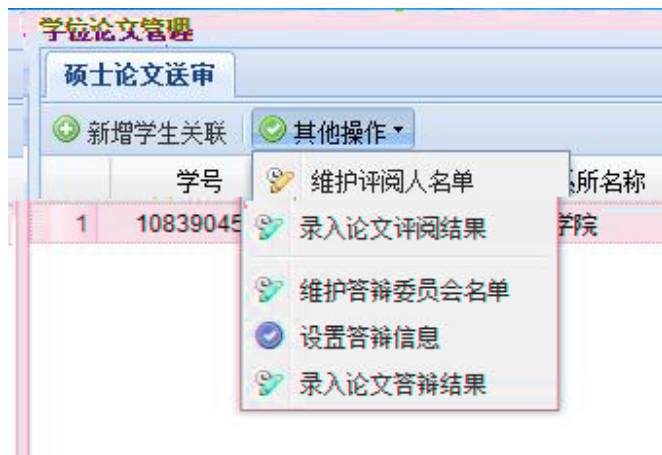 学位论文管理
硕士论文送审
新增学生关联 其他操作
学号 所名称
维护评阅人名单
1 10839045 学院
录入论文评阅结果
维护答辩委员会名单
设置答辩信息
录入论文答辩结果